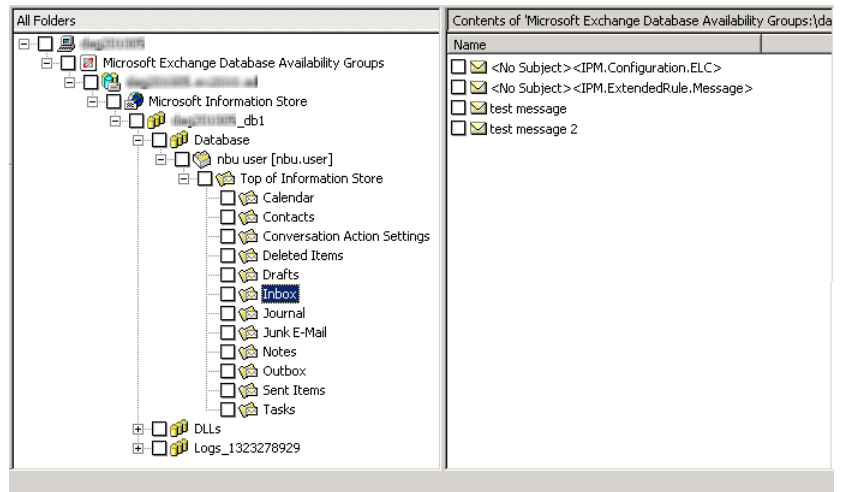 All Folders
Microsoft Exchange Database Availability Groups
Microsoft Information Store
_db1
Database
nbu user [nbu.user]
Top of Information Store
Calendar
Contacts
Conversation Action Settings
Deleted Items
Drafts
Inbox
Journal
Junk E-Mail
Notes
Outbox
Sent Items
Tasks
DLLs
Logs_1323278929
Contents of 'Microsoft Exchange Database Availability Groups:\da
Name
<No Subject><IPM.Configuration.ELC>
<No Subject><IPM.ExtendedRule.Message>
test message
test message 2